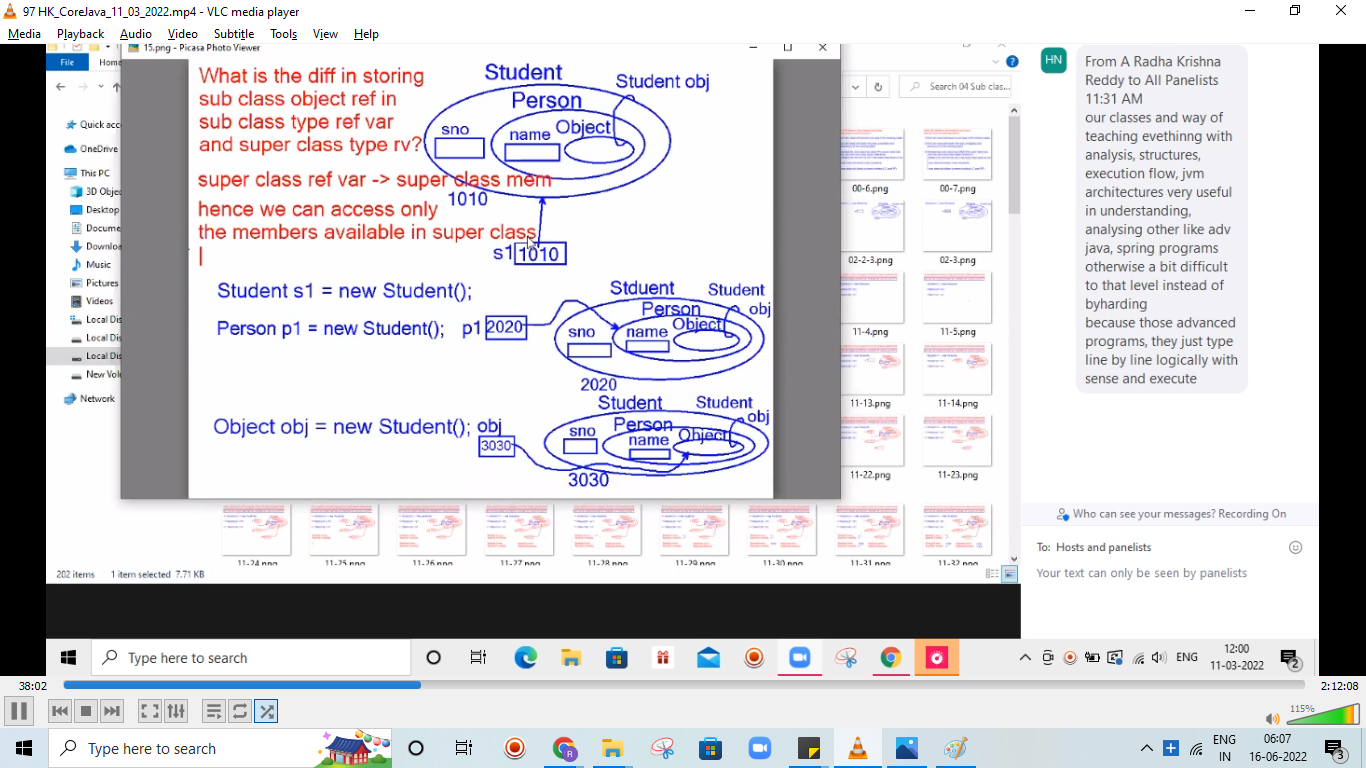 97 HK_CoreJava_11_03_2022.mp4 - VLC media player
Media Playback Audio Video Subtitle Tools View Help
15.png - Picasa Photo Viewer
File Home
Search 04 Sub clas...
Quick acc
OneDrive
This PC
3D Objec
Desktop
Docume
Downloa
Music
Pictures
Videos
Local Dis
Local Dis
Local Dis
New Volu
Network
What is the diff in storing
sub class object ref in
sub class type ref var
and super class type rv?
super class ref var -> super class mem
hence we can access only
the members available in super class
Student
Student obj
Person
sno
name
Object
1010
s1 1010
Student s1 = new Student();
Person p1 = new Student(); p1 2020
Stduent
Student
obj
Person
sno
name
Object
2020
Object obj = new Student(); obj
3030
Student
Student
obj
Person
sno
name
Object
3030
00-6.png
00-7.png
02-2-3.png
02-3.png
11-4.png
11-5.png
11-13.png
11-14.png
11-22.png
11-23.png
11-24.png
11-25.png
11-26.png
11-27.png
11-28.png
11-29.png
11-30.png
11-31.png
11-32.png
202 items 1 item selected 7.71 KB
HN
From A Radha Krishna
Reddy to All Panelists
11:31 AM
our classes and way of
teaching evethinng with
analysis, structures,
execution flow, jvm
architectures very useful
in understanding,
analysing other like adv
java, spring programs
otherwise a bit difficult
to that level instead of
byharding
because those advanced
programs, they just type
line by line logically with
sense and execute
Who can see your messages? Recording On
To: Hosts and panelists
Your text can only be seen by panelists
Type here to search
ENG
12:00
11-03-2022
2
38:02
2:12:08
115%
Type here to search
ENG
IN
06:07
16-06-2022
3